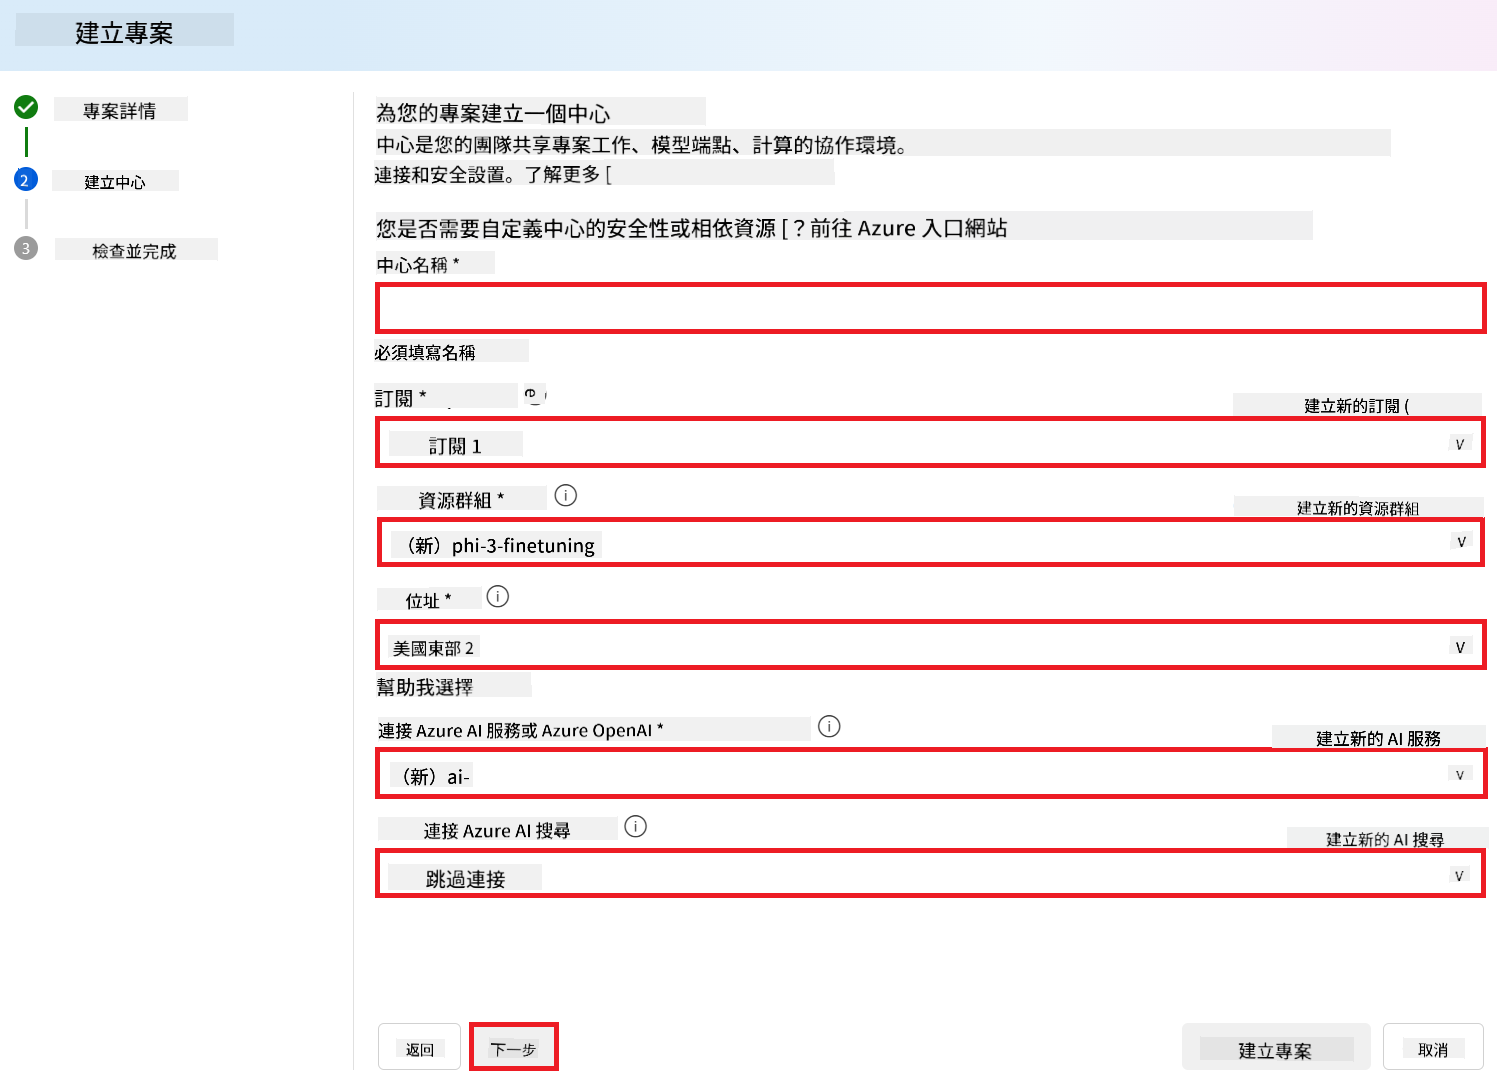 建立專案
專案詳情
2
建立中心
3
檢查並完成
為您的專案建立一個中心
中心是您的團隊共享專案工作、模型端點、計算的協作環境。
連接和安全設置。了解更多 [
您是否需要自定義中心的安全性或相依資源 [？前往 Azure 入口網站
中心名稱 *
必須填寫名稱
訂閱 *
建立新的訂閱 (
訂閱 1
資源群組 *
建立新的資源群組
（新）phi-3-finetuning
位址 *
美國東部 2
幫助我選擇
連接 Azure AI 服務或 Azure OpenAI *
建立新的 AI 服務
（新）ai-
連接 Azure AI 搜尋
建立新的 AI 搜尋
跳過連接
返回
下一步
建立專案
取消